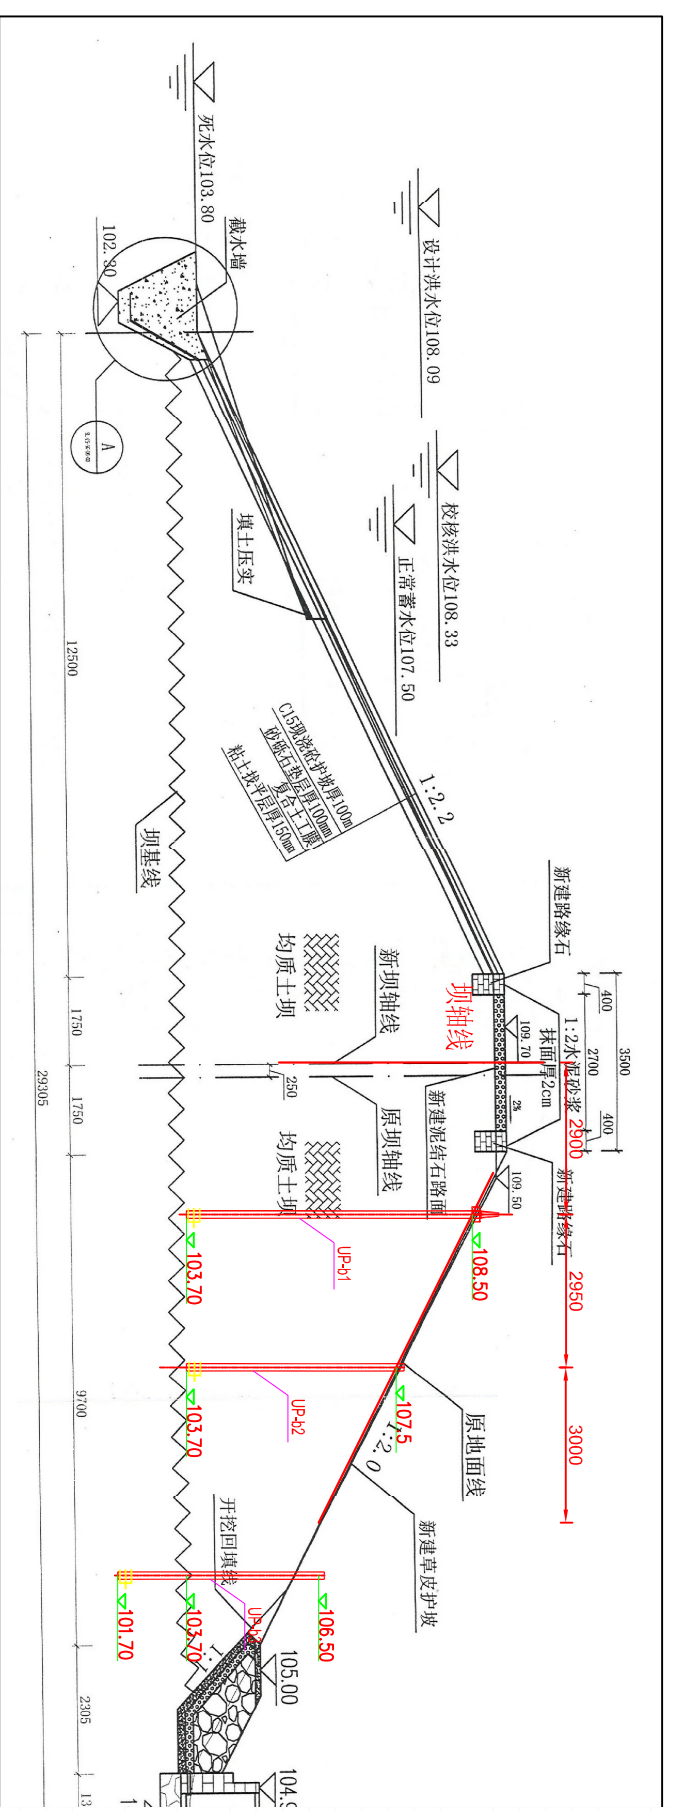 死水位103.80
截水墙
102.80
设计洪水位108.09
校核洪水位108.33
正常蓄水位107.50
A
填土压实
12500
C15现浇砼护坡厚100m
砂砾石垫层厚100mm
复合土工膜
粘土找平层厚150mm
1:2.2
坝基线
新建路缘石
均质土坝
新坝轴线
坝轴线
109.70
1:2水泥砂浆
抹面厚2cm
400
2700
3500
400
1750
250
1750
29305
2%
2900
原坝轴线
新建泥结石路面
均质土坝
109.50
新建路缘石
108.50
103.70
UP-b1
2950
107.5
103.70
UP-b2
1:2.0
原地面线
3000
9700
新建草皮护坡
开挖回填线
106.50
103.70
101.70
1:1
105.00
2305
104.9
13
1